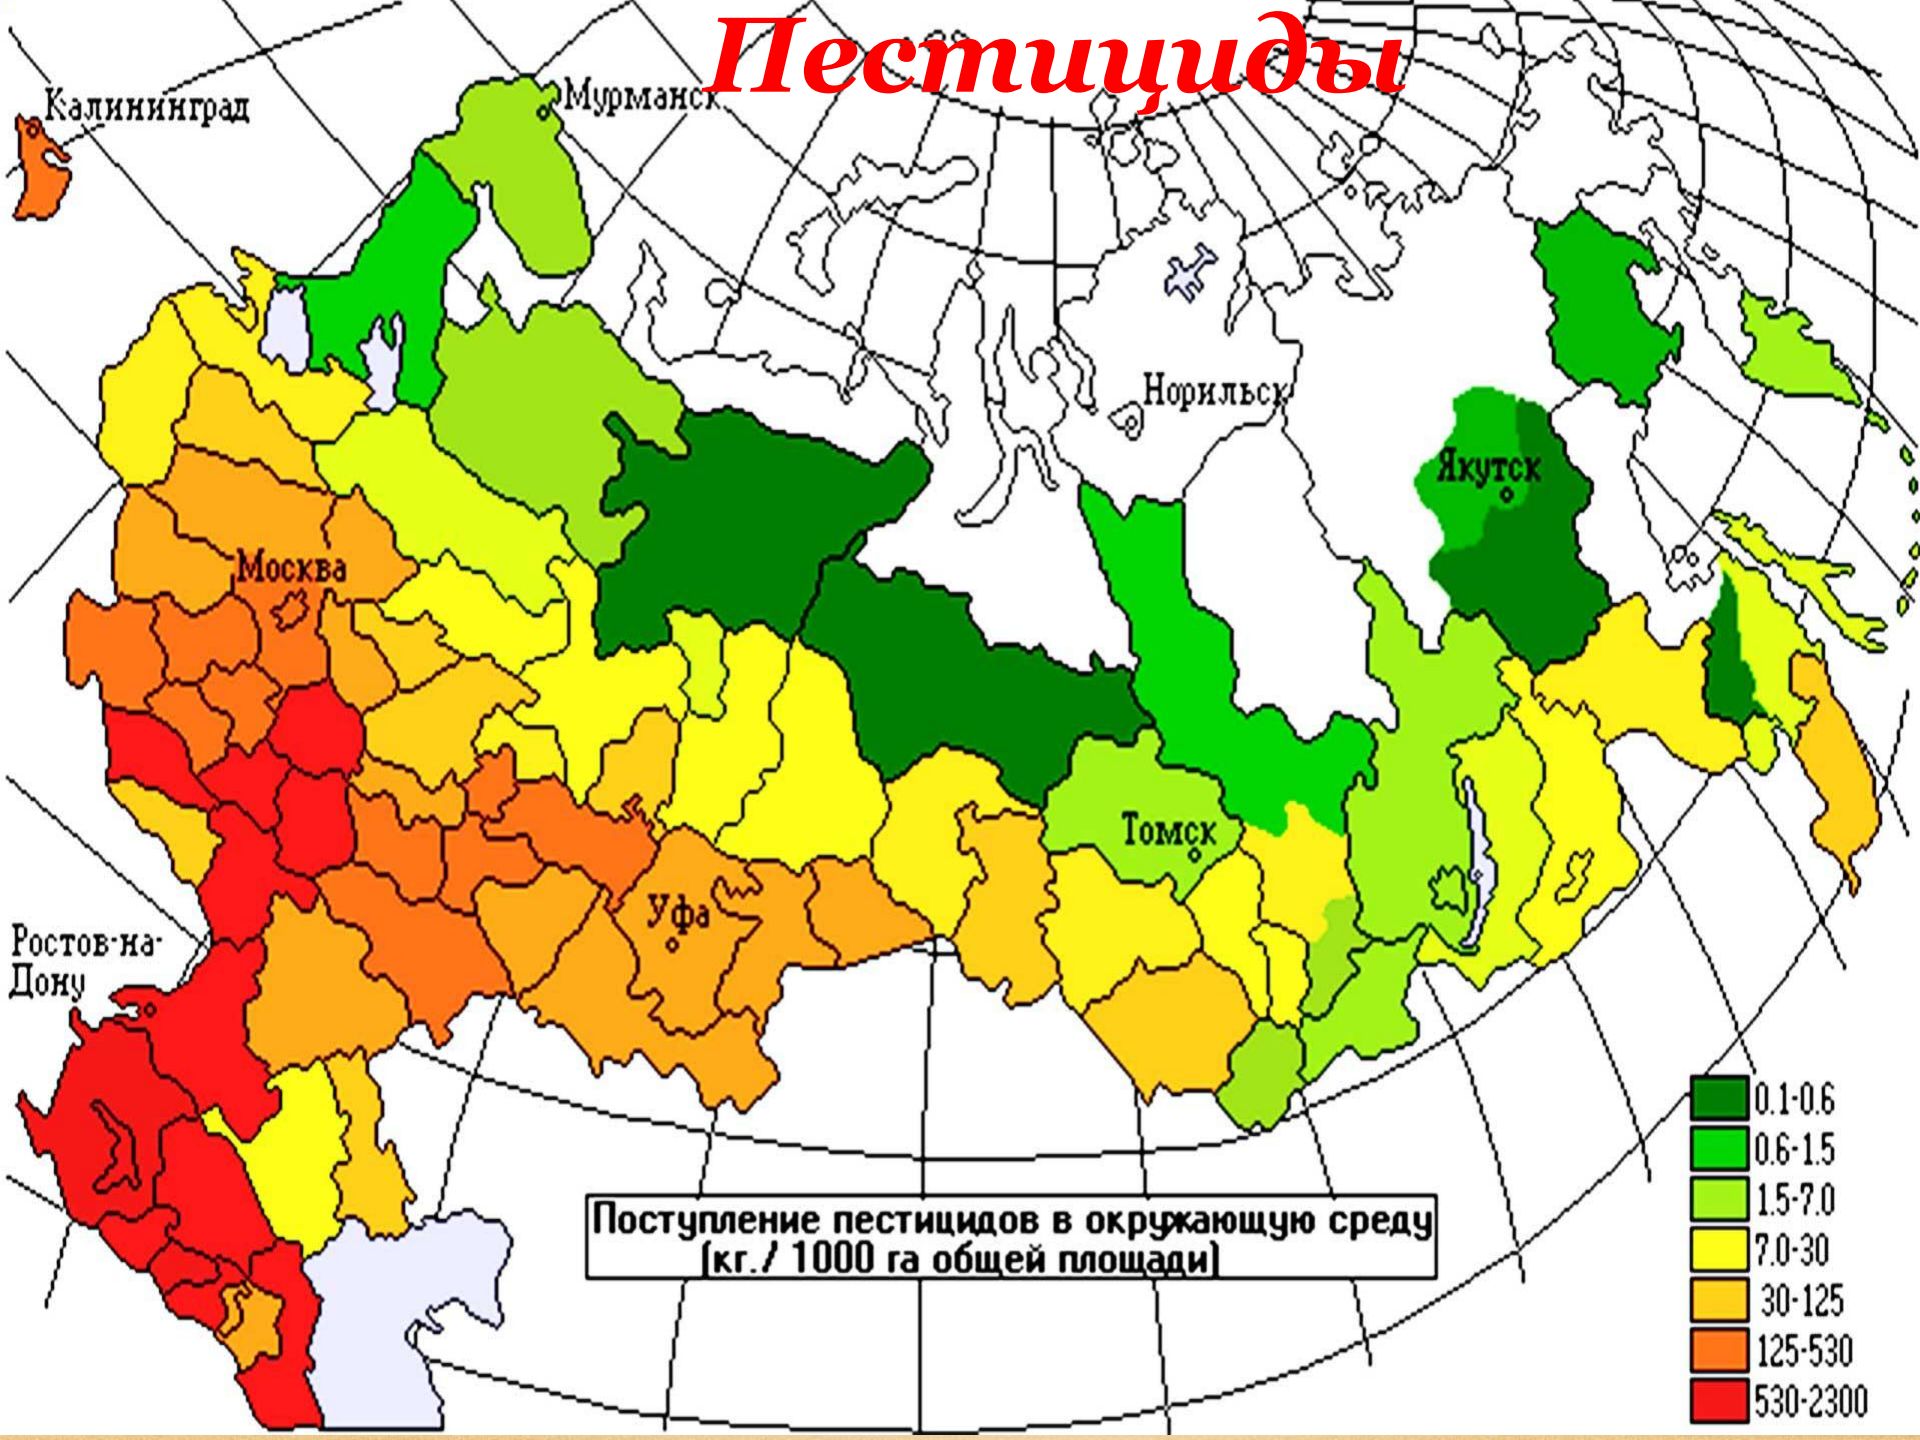 Пестициды
Калининград
Мурманск
Норильск
Якутск
Москва
Томск
Уфа
Ростов-на-
Дону
Поступление пестицидов в окружающую среду
(кг./ 1000 га общей площади)
0.1-0.6
0.6-1.5
1.5-7.0
7.0-30
30-125
125-530
530-2300